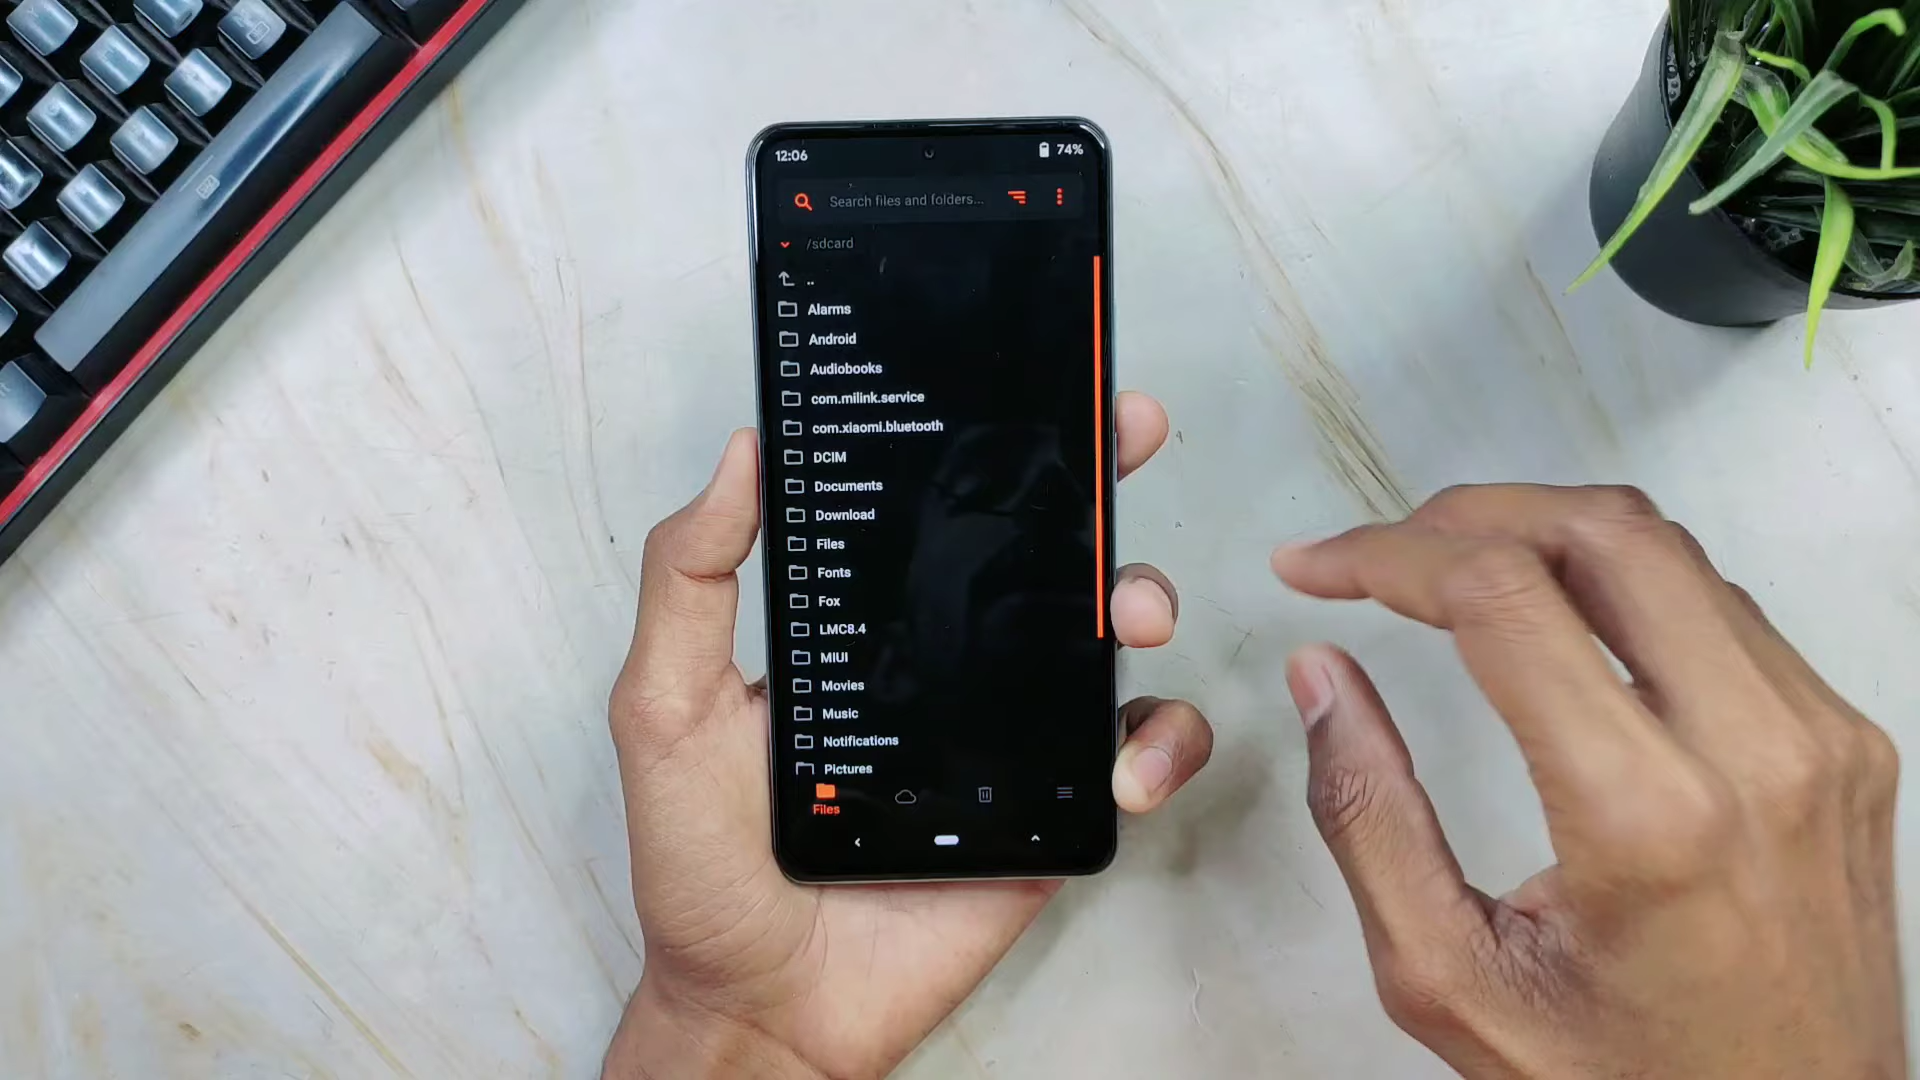 12:06
74%
Search files and folders...
/sdcard
..
Alarms
Android
Audiobooks
com.milink.service
com.xiaomi.bluetooth
DCIM
Documents
Download
Files
Fonts
Fox
LMC8.4
MIUI
Movies
Music
Notifications
Pictures
Files